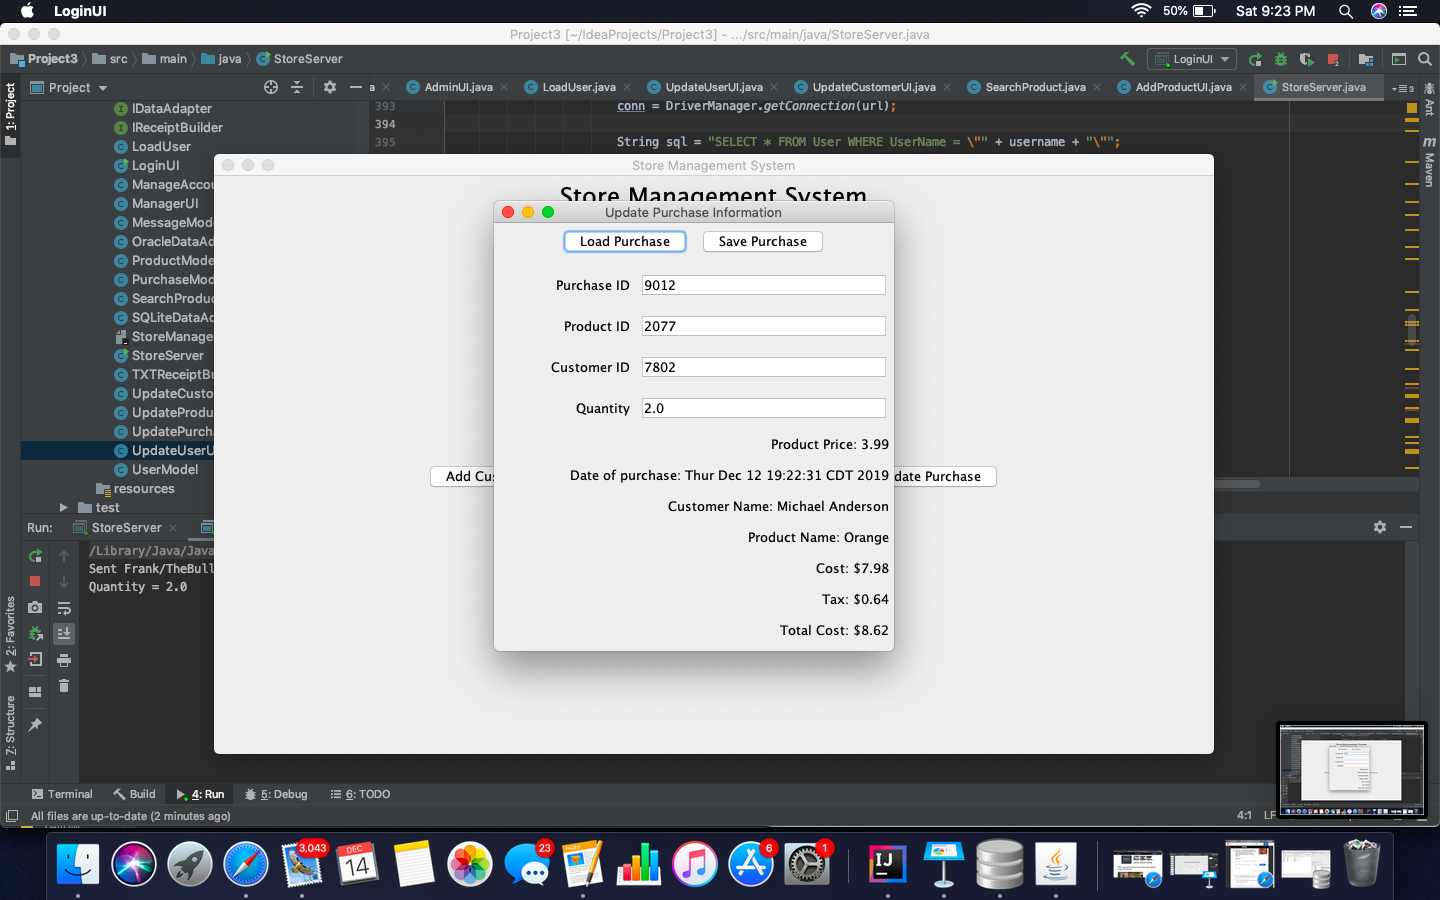 LoginUI
50%
Sat 9:23 PM
Project3 [~/IdeaProjects/Project3] - .../src/main/java/StoreServer.java
Project3
src
main
java
StoreServer
LoginUI
Project
AdminUI.java
LoadUser.java
UpdateUserUI.java
UpdateCustomerUI.java
SearchProduct.java
AddProductUI.java
StoreServer.java
1: Project
IDataAdapter
IReceiptBuilder
LoadUser
LoginUI
ManageAccou
ManagerUI
MessageMod
OracleDataAd
ProductMode
PurchaseMod
SearchProduc
SQLiteDataAd
StoreManage
StoreServer
TXTReceiptBu
UpdateCusto
UpdateProdu
UpdatePurch
UpdateUserU
UserModel
resources
test
393
394
395
conn = DriverManager.getConnection(url);
String sql = "SELECT * FROM User WHERE UserName = \"" + username + "\"";
Ant
Maven
Store Management System
Store Management System
Add Cus
date Purchase
Update Purchase Information
Load Purchase
Save Purchase
Purchase ID
9012
Product ID
2077
Customer ID
7802
Quantity
2.0
Product Price: 3.99
Date of purchase: Thur Dec 12 19:22:31 CDT 2019
Customer Name: Michael Anderson
Product Name: Orange
Cost: $7.98
Tax: $0.64
Total Cost: $8.62
Run:
StoreServer
/Library/Java/Java
Sent Frank/TheBull
Quantity = 2.0
2: Favorites
7: Structure
Terminal
Build
4: Run
5: Debug
6: TODO
All files are up-to-date (2 minutes ago)
4:1
LF
3,043
DEC
14
23
6
1
IJ